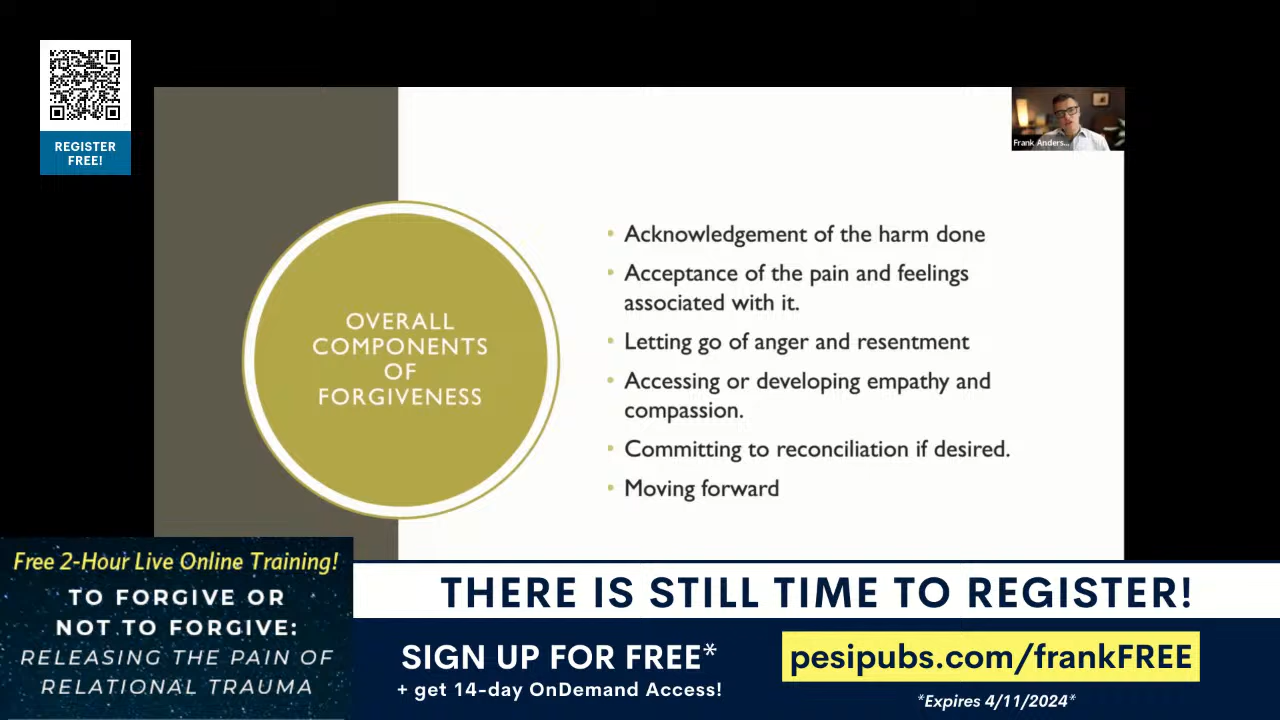 REGISTER
FREE!
Frank Anders...
OVERALL
COMPONENTS
OF
FORGIVENESS
• Acknowledgement of the harm done
• Acceptance of the pain and feelings
associated with it.
• Letting go of anger and resentment
• Accessing or developing empathy and
compassion.
• Committing to reconciliation if desired.
• Moving forward
Free 2-Hour Live Online Training!
TO FORGIVE OR
NOT TO FORGIVE:
RELEASING THE PAIN OF
RELATIONAL TRAUMA
THERE IS STILL TIME TO REGISTER!
SIGN UP FOR FREE*
+ get 14-day OnDemand Access!
pesipubs.com/frankFREE
*Expires 4/11/2024*